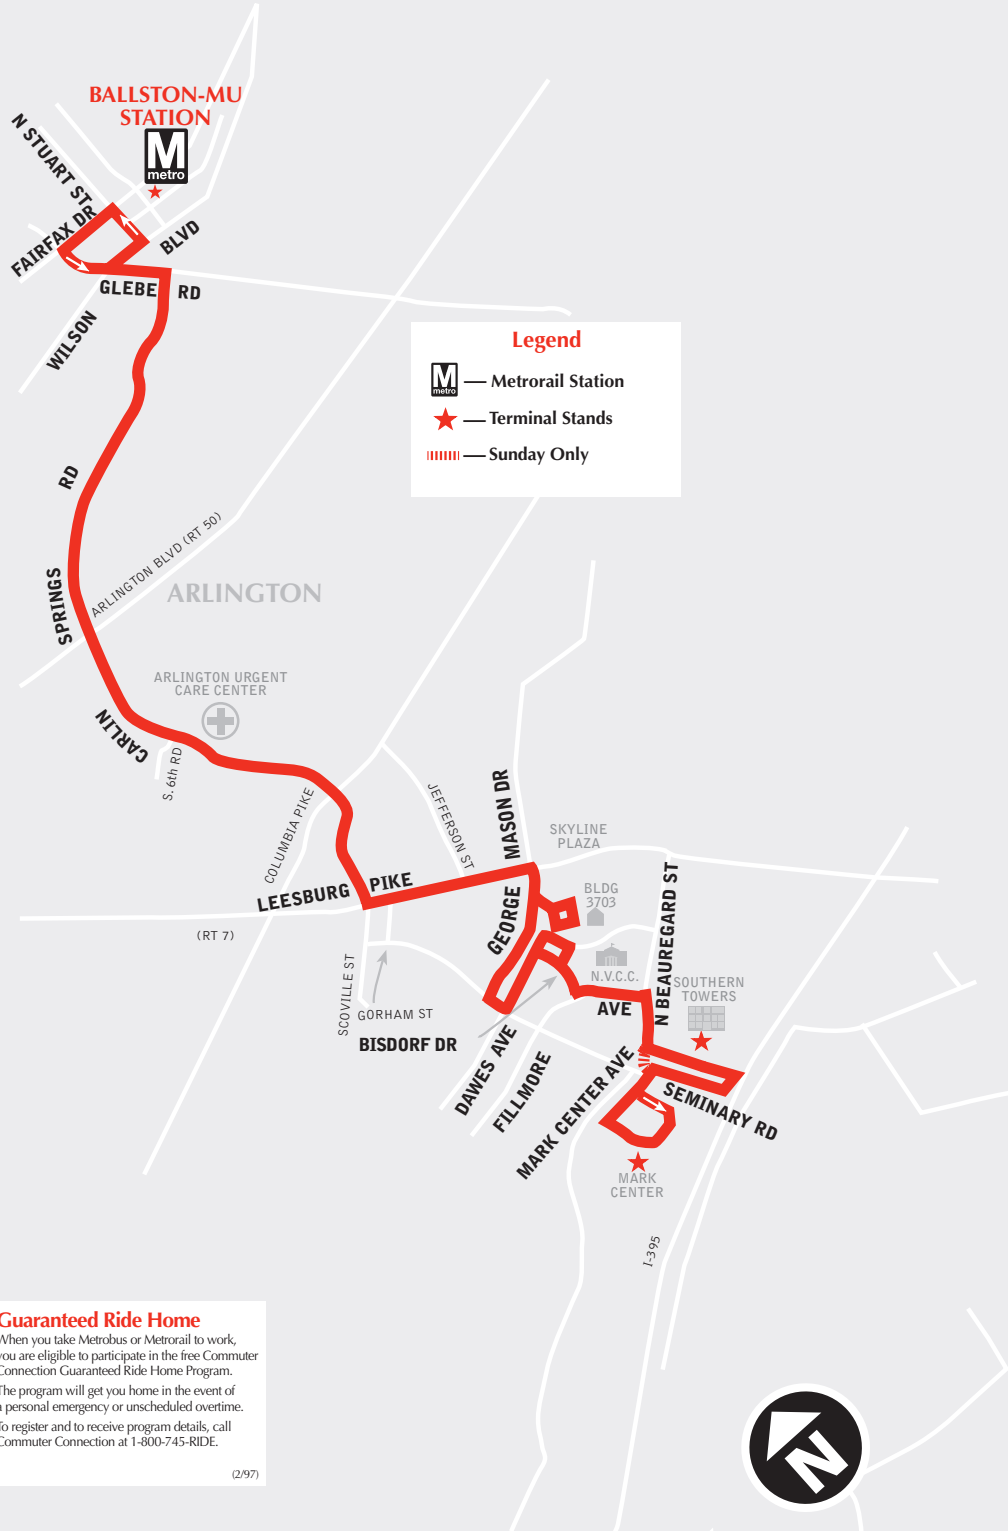 BALLSTON-MU
STATION
M
metro
N STUART ST
FAIRFAX DR
BLVD
GLEBE RD
WILSON
Legend
M
metro
Metrorail Station
Terminal Stands
Sunday Only
RD
ARLINGTON BLVD (RT 50)
ARLINGTON
SPRINGS
ARLINGTON URGENT
CARE CENTER
CARLIN
S. 6th RD
COLUMBIA PIKE
JEFFERSON ST
MASON DR
SKYLINE
PLAZA
LEESBURG PIKE
(RT 7)
GEORGE
BLDG
3703
N BEAUREGARD ST
N.V.C.C.
SOUTHERN
TOWERS
AVE
SCOVILLE ST
GORHAM ST
BISDORF DR
DAWES AVE
FILLMORE
MARK CENTER AVE
SEMINARY RD
MARK
CENTER
I-395
Guaranteed Ride Home
When you take Metrobus or Metrorail to work,
you are eligible to participate in the free Commuter
Connection Guaranteed Ride Home Program.
The program will get you home in the event of
a personal emergency or unscheduled overtime.
To register and to receive program details, call
Commuter Connection at 1-800-745-RIDE.
(2/97)
N